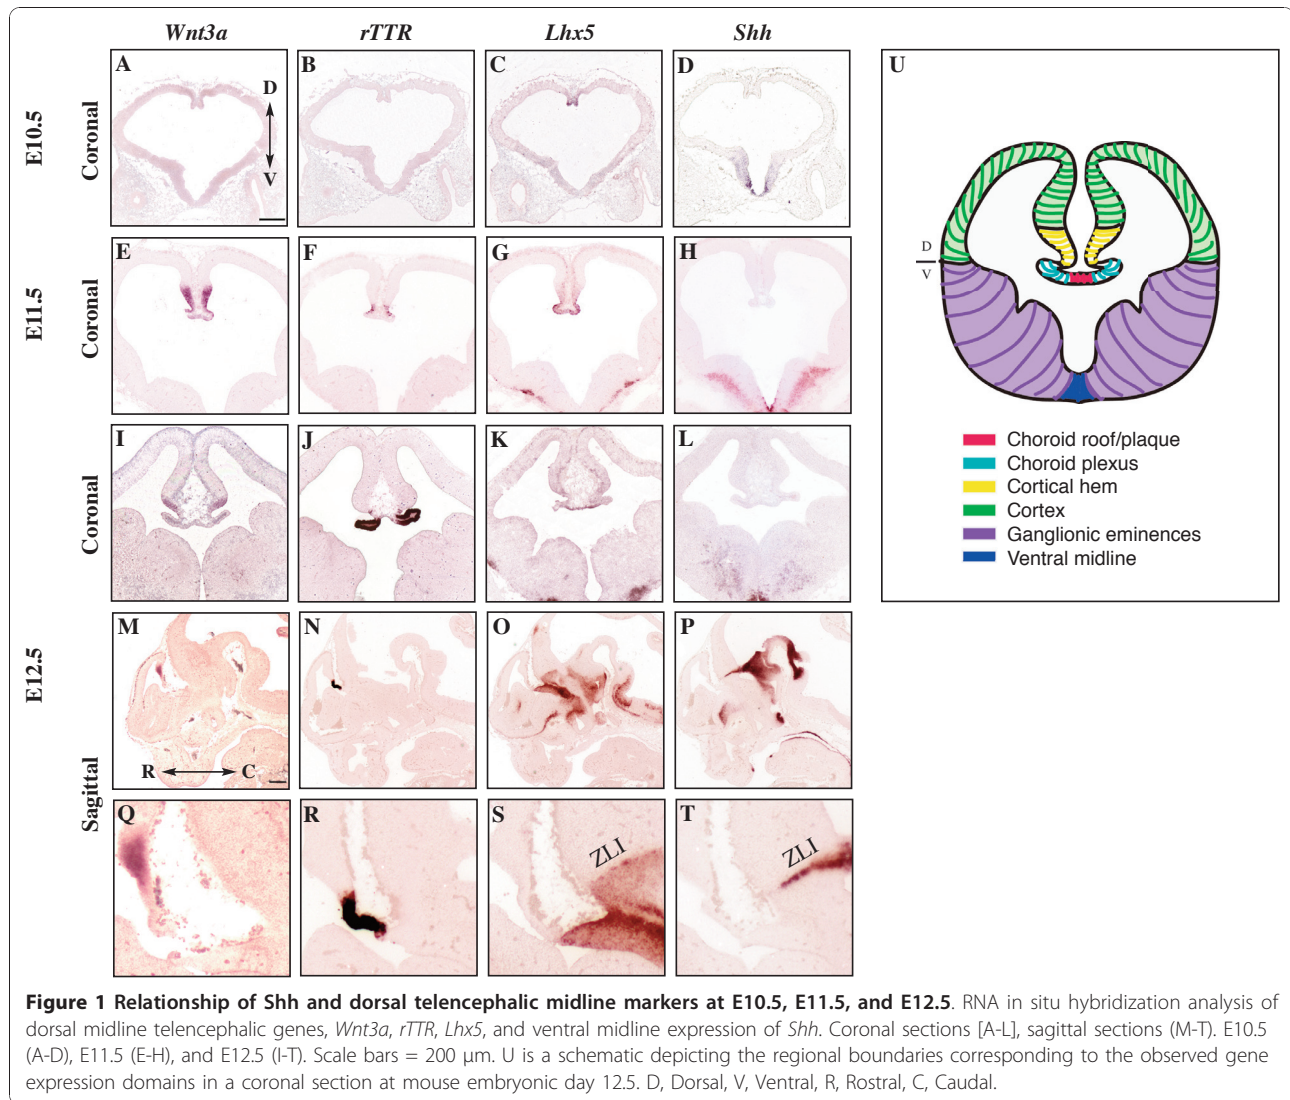 Wnt3a rTTR Lhx5 Shh
E10.5 Coronal
A D V
B
C
D
U
D
V
Choroid roof/plaque
Choroid plexus
Cortical hem
Cortex
Ganglionic eminences
Ventral midline
E11.5 Coronal
E
F
G
H
Coronal
I
J
K
L
E12.5
M R C
N
O
P
Sagittal
Q
R
S ZLI
T ZLI
Figure 1 Relationship of Shh and dorsal telencephalic midline markers at E10.5, E11.5, and E12.5. RNA in situ hybridization analysis of
dorsal midline telencephalic genes, Wnt3a, rTTR, Lhx5, and ventral midline expression of Shh. Coronal sections [A-L], sagittal sections (M-T). E10.5
(A-D), E11.5 (E-H), and E12.5 (I-T). Scale bars = 200 μm. U is a schematic depicting the regional boundaries corresponding to the observed gene
expression domains in a coronal section at mouse embryonic day 12.5. D, Dorsal, V, Ventral, R, Rostral, C, Caudal.